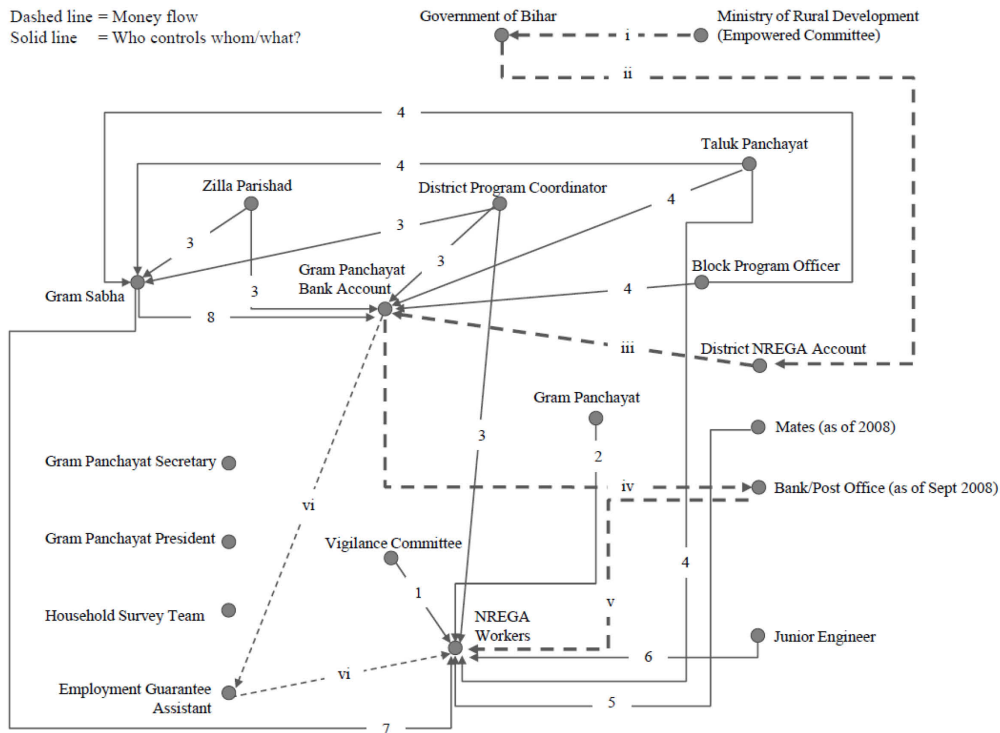 Dashed line = Money flow
Solid line = Who controls whom/what?
Government of Bihar
Ministry of Rural Development
(Empowered Committee)
i
ii
4
Taluk Panchayat
4
Zilla Parishad
District Program Coordinator
4
3
3
3
Gram Panchayat
Bank Account
Block Program Officer
Gram Sabha
3
4
8
iii
District NREGA Account
Gram Panchayat
Mates (as of 2008)
3
2
Gram Panchayat Secretary
iv
Bank/Post Office (as of Sept 2008)
vi
Gram Panchayat President
Vigilance Committee
4
1
v
Household Survey Team
NREGA
Workers
Junior Engineer
6
vi
Employment Guarantee
Assistant
5
7